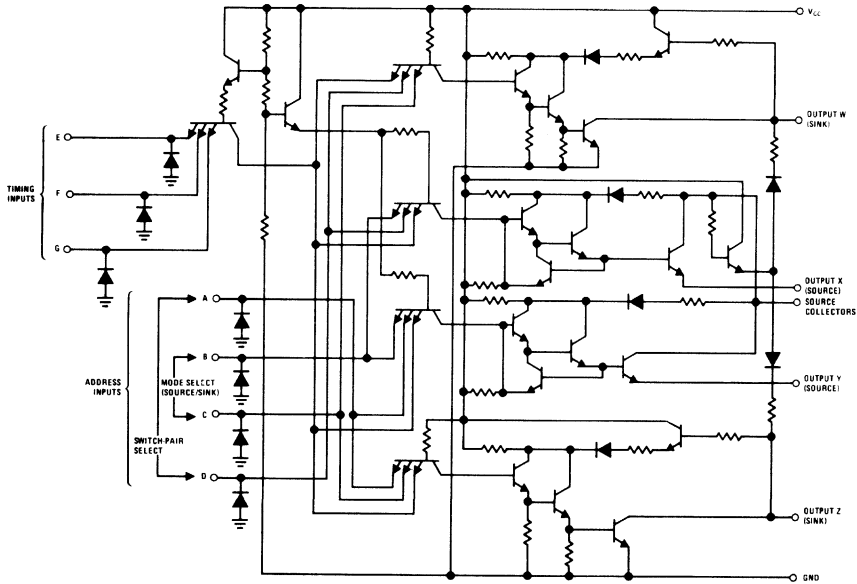 V_CC
OUTPUT W
(SINK)
E
TIMING
INPUTS
F
G
OUTPUT X
(SOURCE)
SOURCE
COLLECTORS
A
B
ADDRESS
INPUTS
MODE SELECT
(SOURCE/SINK)
OUTPUT Y
(SOURCE)
C
SWITCH-PAIR
SELECT
D
OUTPUT Z
(SINK)
GND